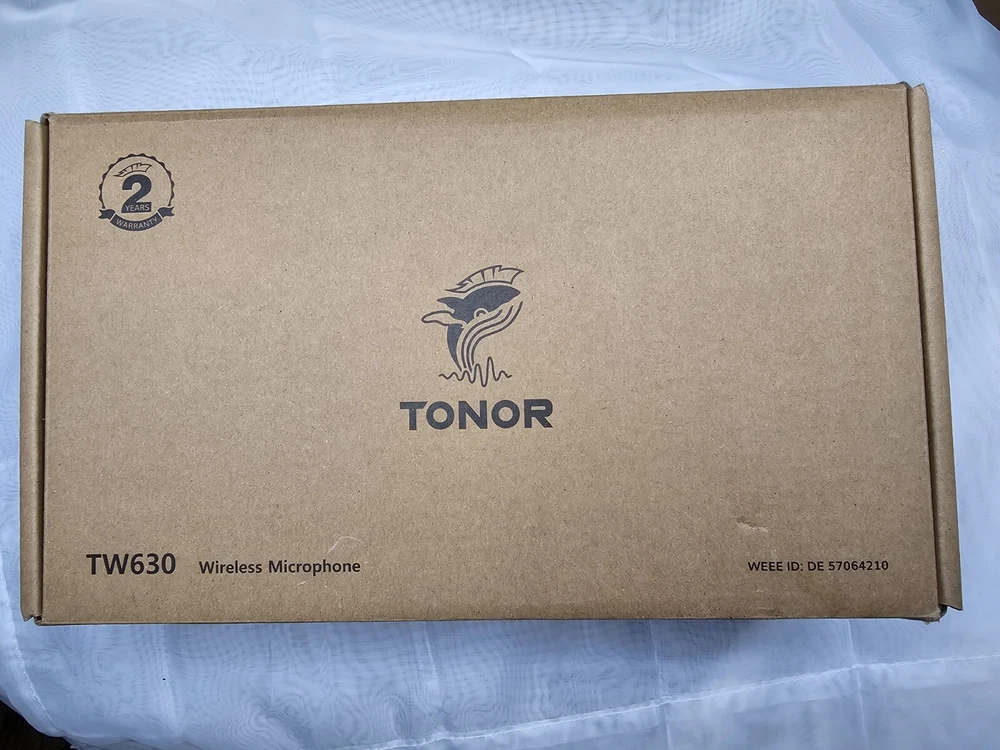 2
YEARS
WARRANTY
TONOR
TW630 Wireless Microphone
WEEE ID: DE 57064210